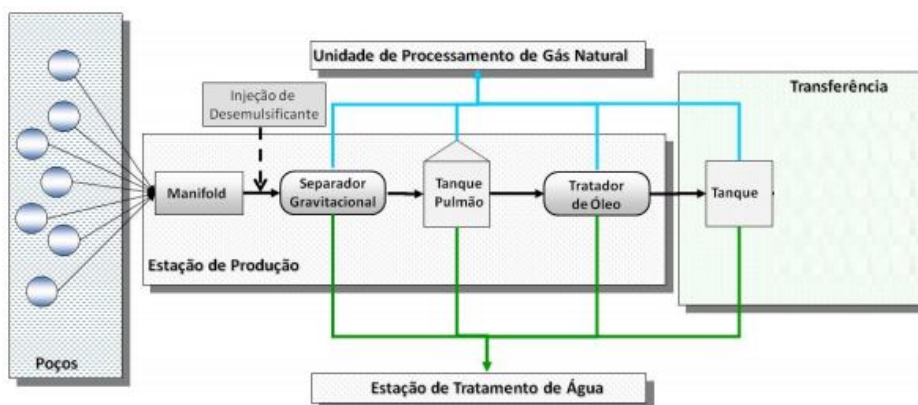 Unidade de Processamento de Gás Natural
Transferência
Injeção de
Desemulsificante
Manifold
Separador
Gravitacional
Tanque
Pulmão
Tratador
de Óleo
Tanque
Estação de Produção
Poços
Estação de Tratamento de Água